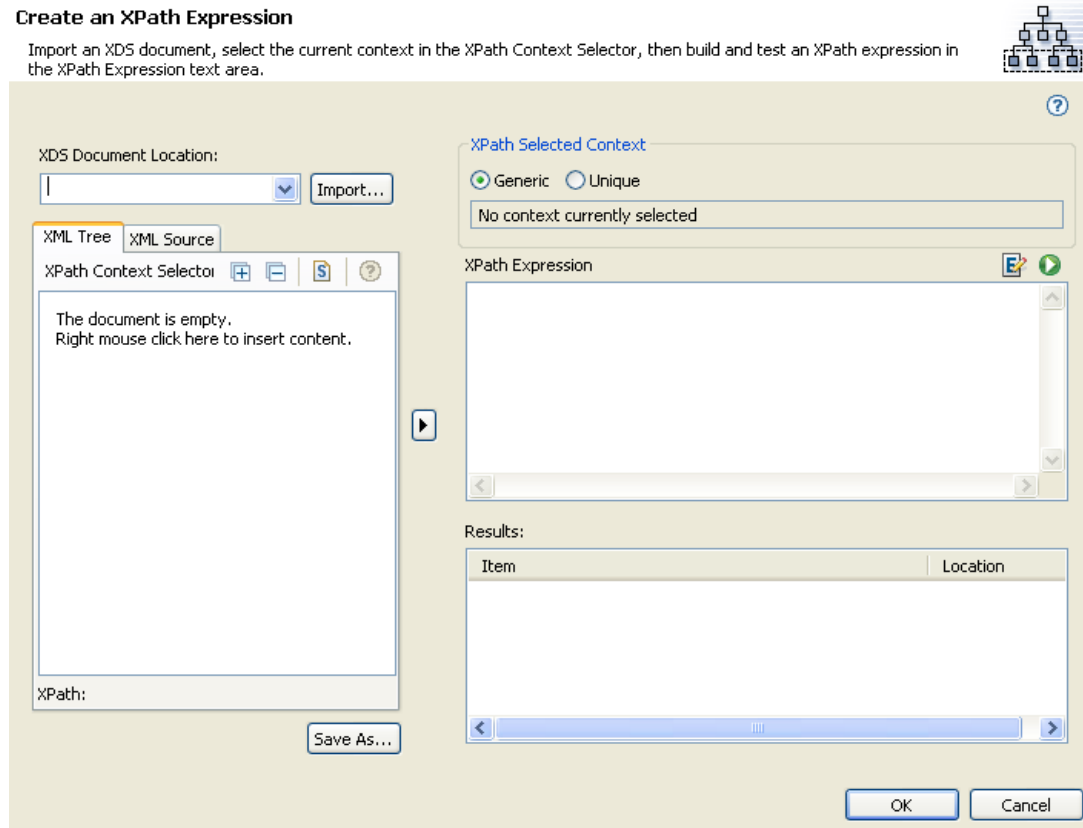 Create an XPath Expression
Import an XDS document, select the current context in the XPath Context Selector, then build and test an XPath expression in
the XPath Expression text area.
XDS Document Location:
Import...
XML Tree
XML Source
XPath Context Selector
The document is empty.
Right mouse click here to insert content.
XPath:
Save As...
XPath Selected Context
Generic
Unique
No context currently selected
XPath Expression
Results:
Item
Location
OK
Cancel